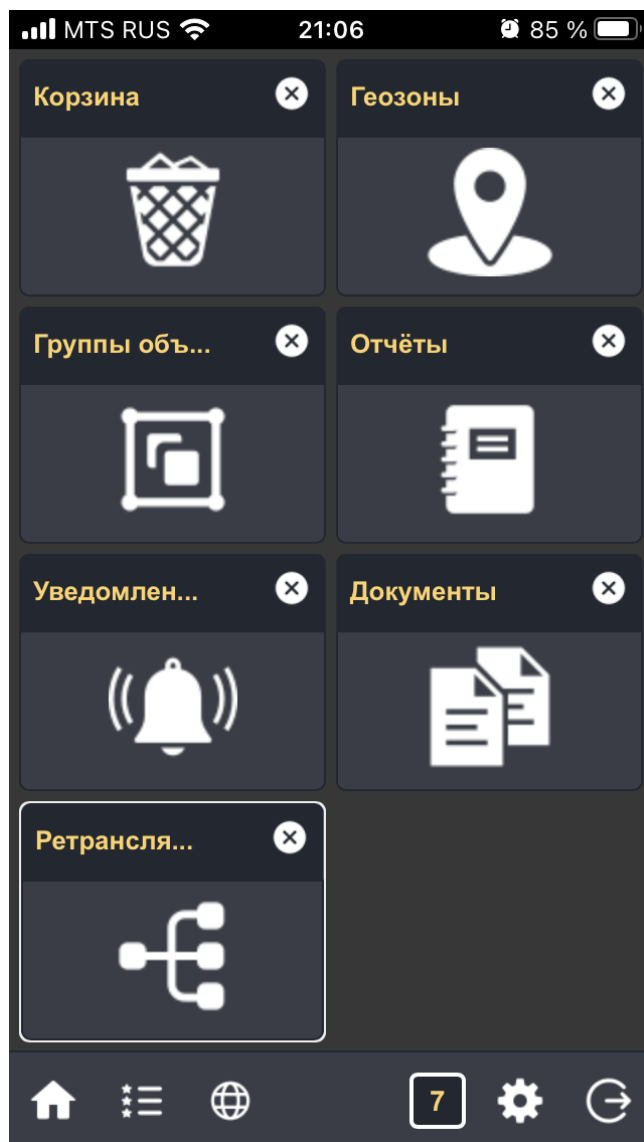 MTS RUS 21:06 85 %
Корзина Геозоны
Группы объ... Отчёты
Уведомлен... Документы
Ретрансля...
7